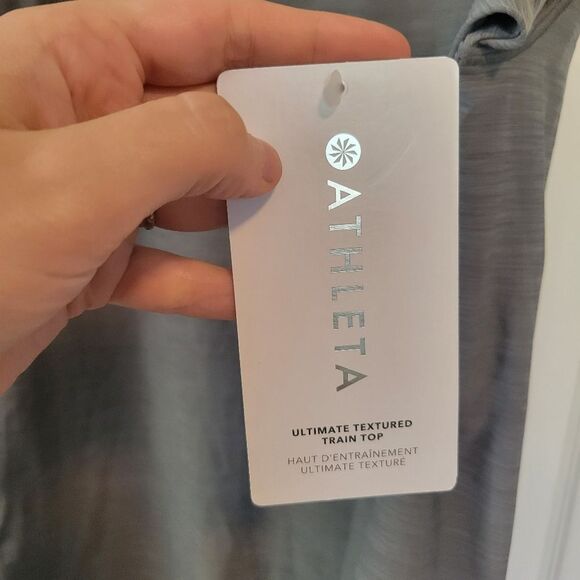 ATHLETA
ULTIMATE TEXTURED
TRAIN TOP
HAUT D'ENTRAÎNEMENT
ULTIMATE TEXTURÉ